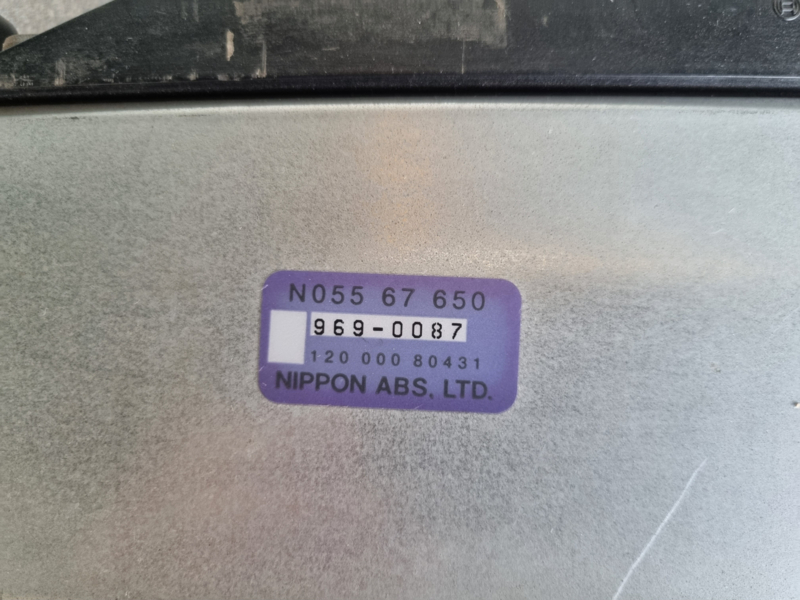 N055 67 650
969-0087
120 000 80431
NIPPON ABS, LTD.